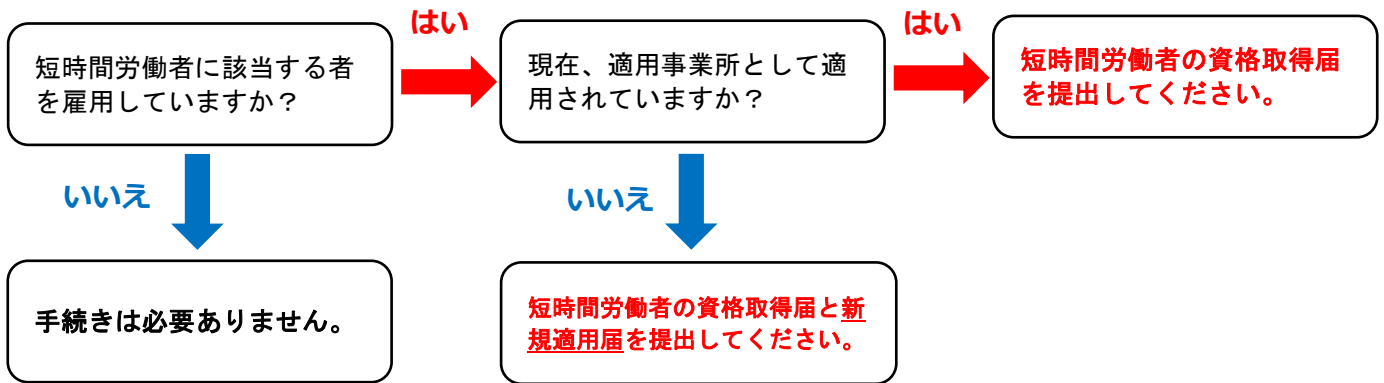 はい
はい
短時間労働者に該当する者
を雇用していますか？
現在、適用事業所として適
用されていますか？
短時間労働者の資格取得届
を提出してください。
いいえ
いいえ
手続きは必要ありません。
短時間労働者の資格取得届と新
規適用届を提出してください。